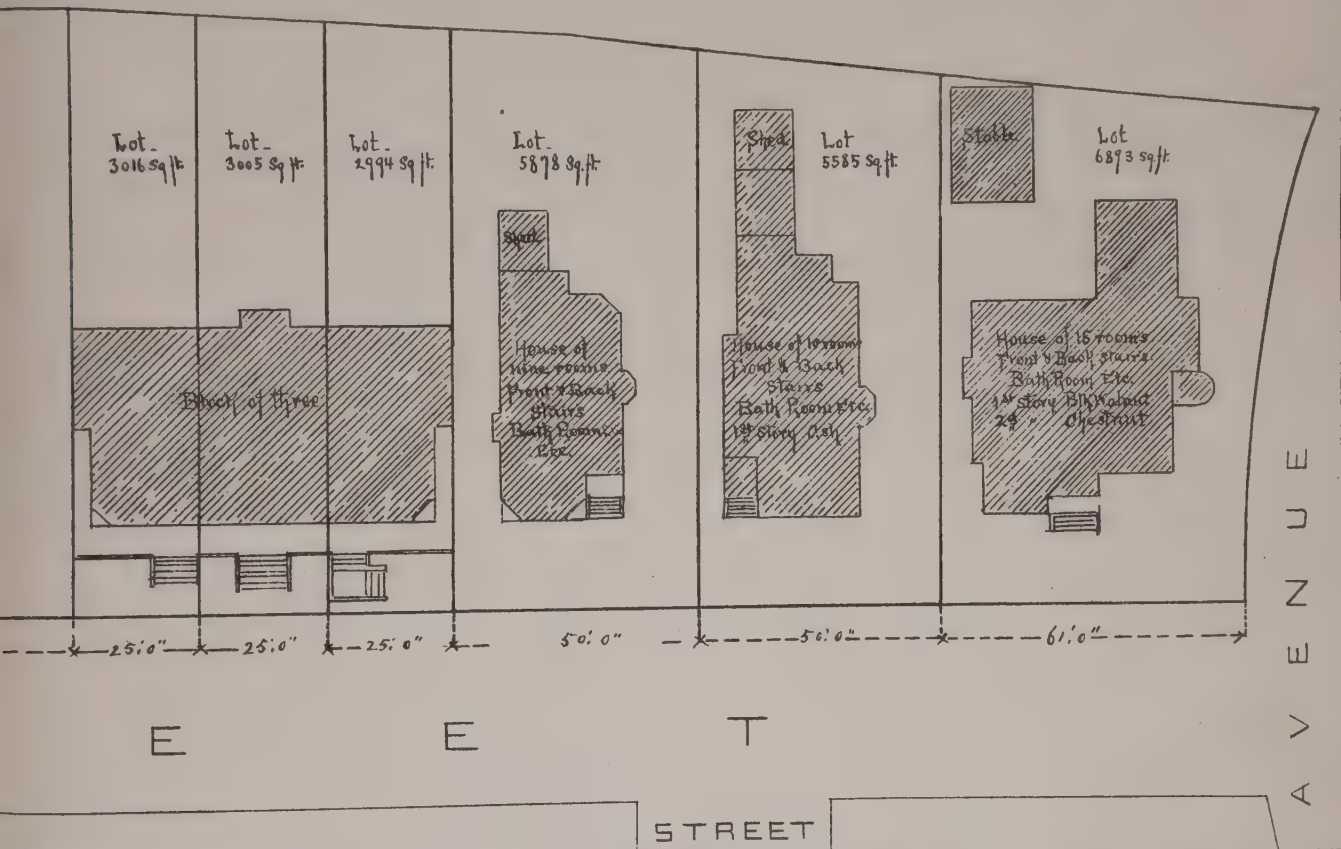 Lot_
3016 Sq ft.
Lot_
3005 Sq ft.
Lot_
2994 Sq ft.
Lot_
5878 Sq. ft.
Shed
Lot
5585 Sq ft.
Stable
Lot
6893 Sq. ft.
Shed
Block of three
House of
nine rooms
Front & Back
Stairs
Bath Room
Etc.
House of 10 rooms
Front & Back
Stairs
Bath Room Etc.
1st Story Ash
House of 15 rooms
Front & Back stairs
Bath Room Etc.
1st Story Blk Walnut
2d " Chestnut
25'.0"
25'.0"
25'.0"
50'.0"
50'.0"
61'.0"
E E T
STREET
AVENUE